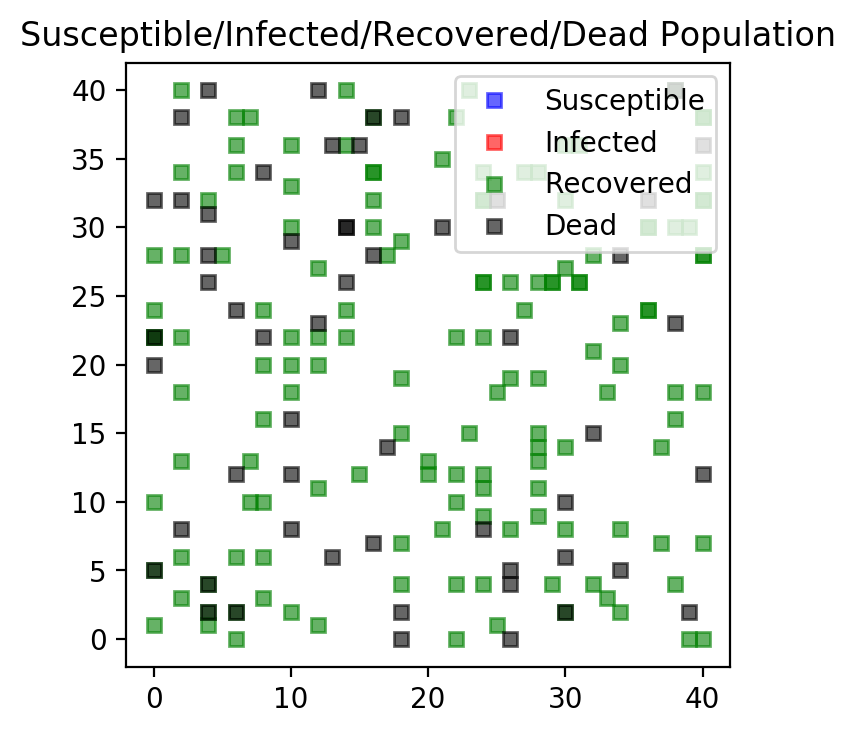 Susceptible/Infected/Recovered/Dead Population
40
35
30
25
20
15
10
5
0
Susceptible
Infected
Recovered
Dead
0 10 20 30 40